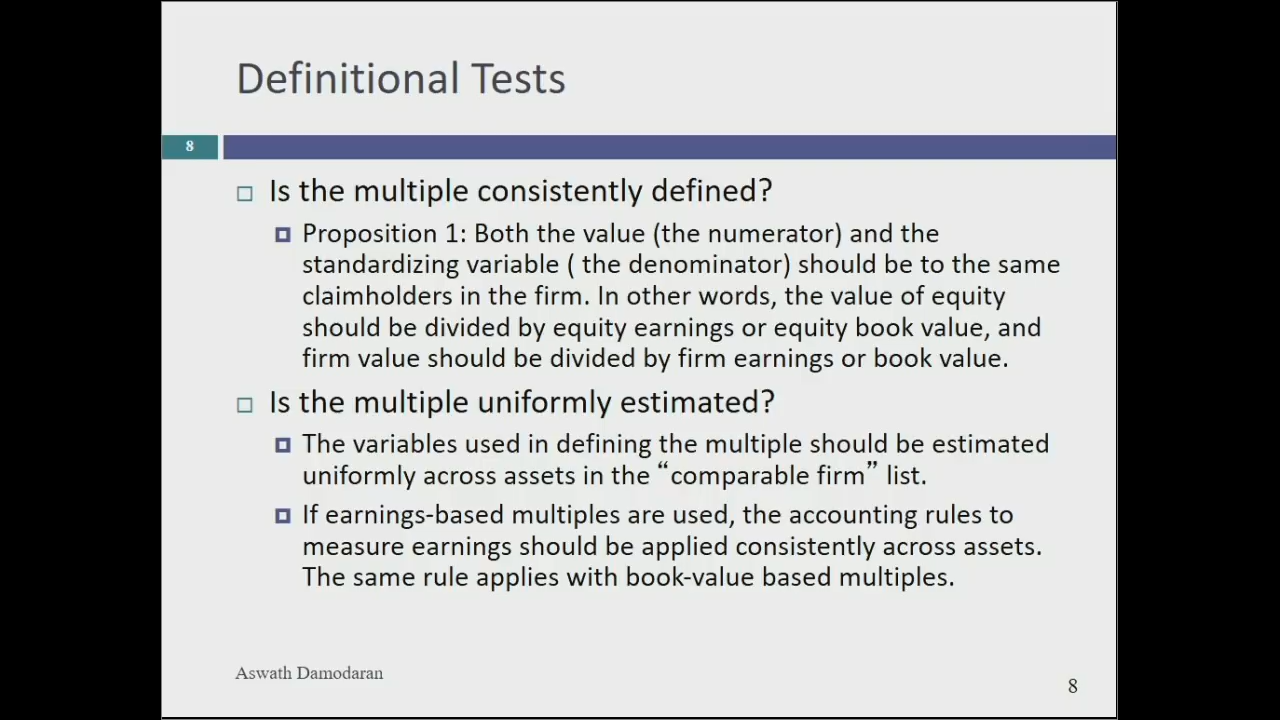 Definitional Tests
8
Is the multiple consistently defined?
Proposition 1: Both the value (the numerator) and the
standardizing variable ( the denominator) should be to the same
claimholders in the firm. In other words, the value of equity
should be divided by equity earnings or equity book value, and
firm value should be divided by firm earnings or book value.
Is the multiple uniformly estimated?
The variables used in defining the multiple should be estimated
uniformly across assets in the “comparable firm” list.
If earnings-based multiples are used, the accounting rules to
measure earnings should be applied consistently across assets.
The same rule applies with book-value based multiples.
Aswath Damodaran
8